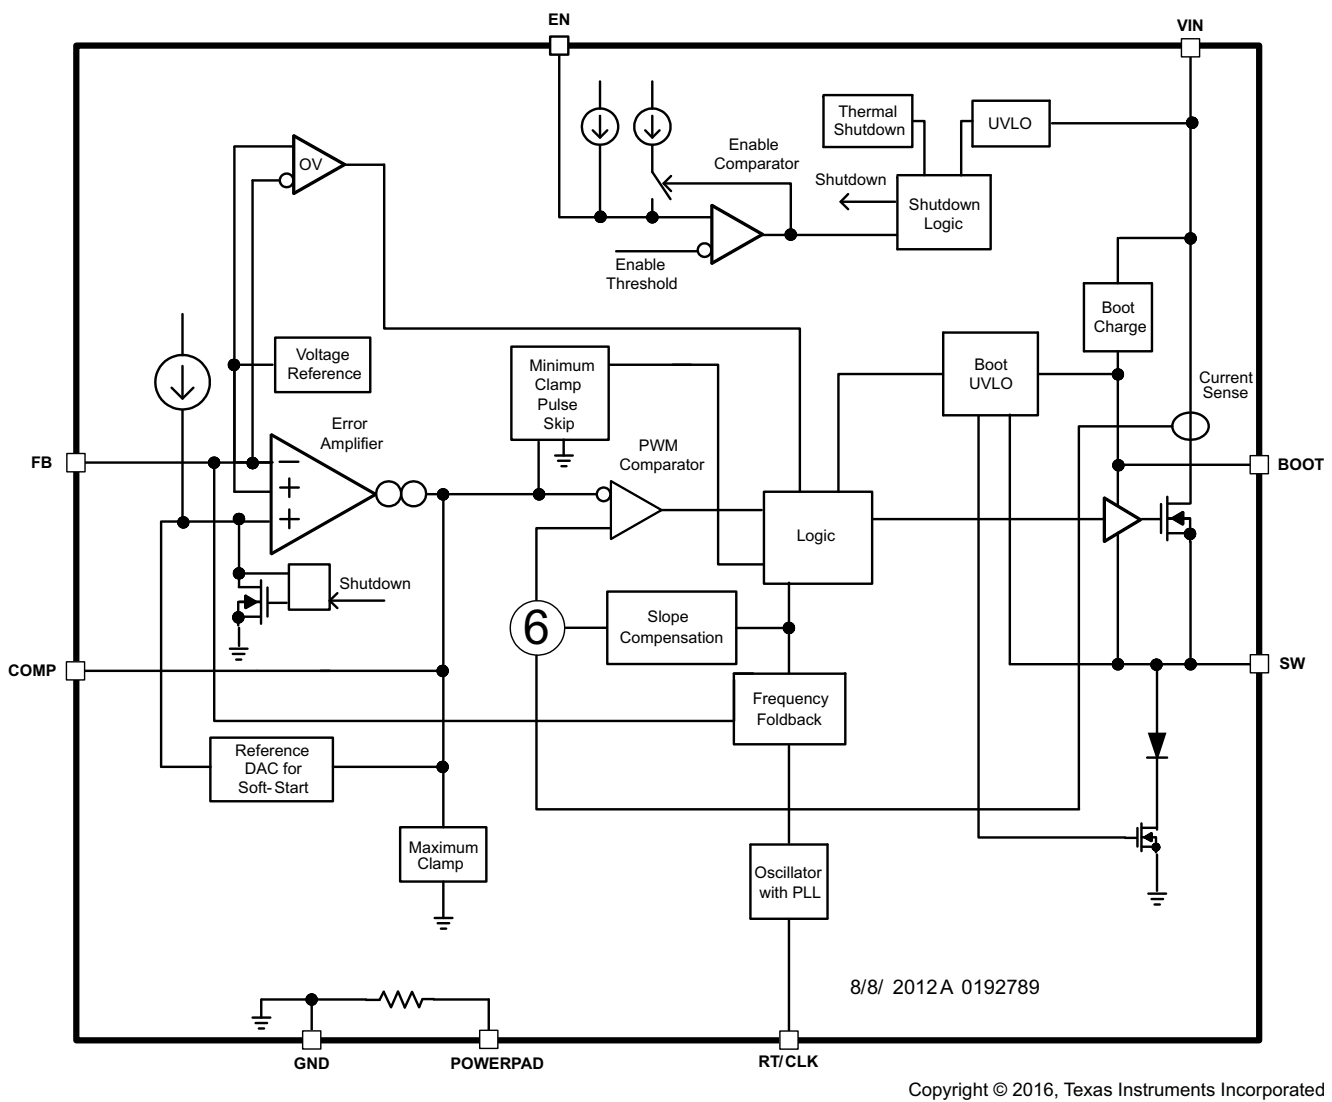 EN
VIN
Thermal
Shutdown
UVLO
Enable
Comparator
OV
Shutdown
Shutdown
Logic
Enable
Threshold
Boot
Charge
Voltage
Reference
Minimum
Clamp
Pulse
Skip
Boot
UVLO
Current
Sense
Error
Amplifier
PWM
Comparator
FB
BOOT
Logic
Shutdown
Slope
Compensation
6
COMP
SW
Frequency
Foldback
Reference
DAC for
Soft-Start
Maximum
Clamp
Oscillator
with PLL
8/8/ 2012 A 0192789
GND
POWERPAD
RT/CLK
Copyright © 2016, Texas Instruments Incorporated